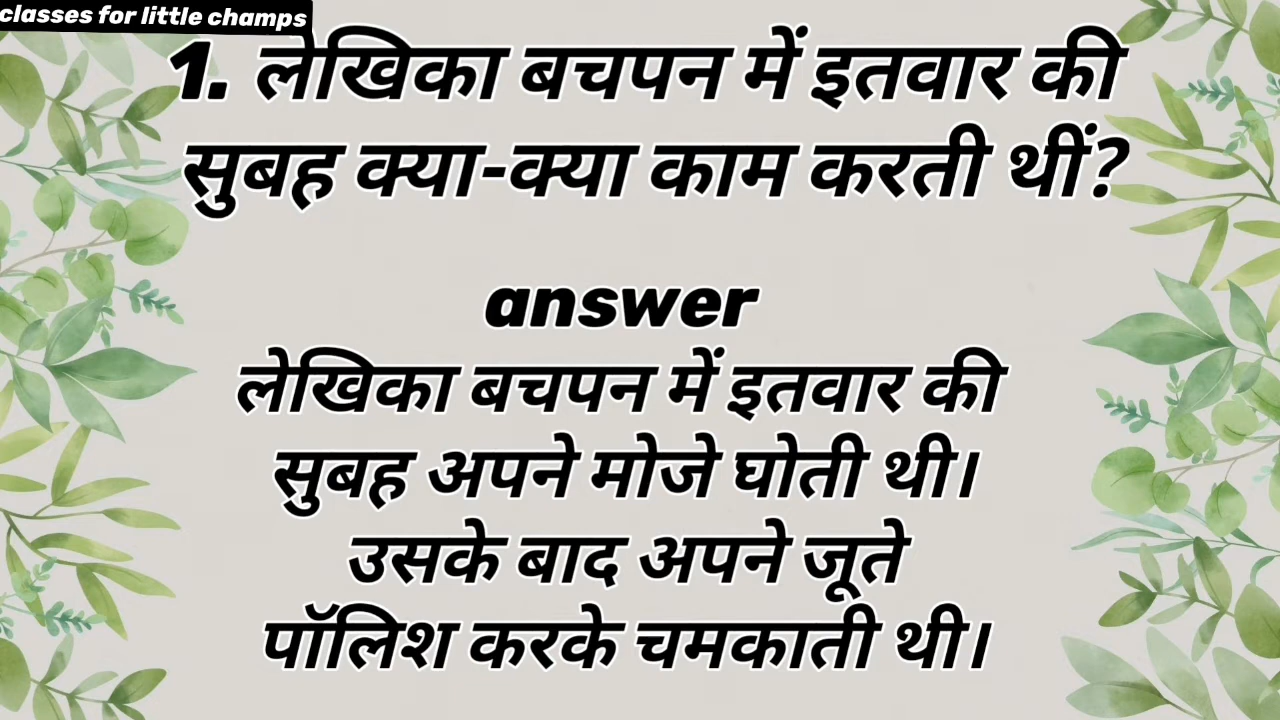 classes for little champs
1. लेखिका बचपन में इतवार की
सुबह क्या-क्या काम करती थीं?
answer
लेखिका बचपन में इतवार की
सुबह अपने मोजे घोती थी।
उसके बाद अपने जूते
पॉलिश करके चमकाती थी।